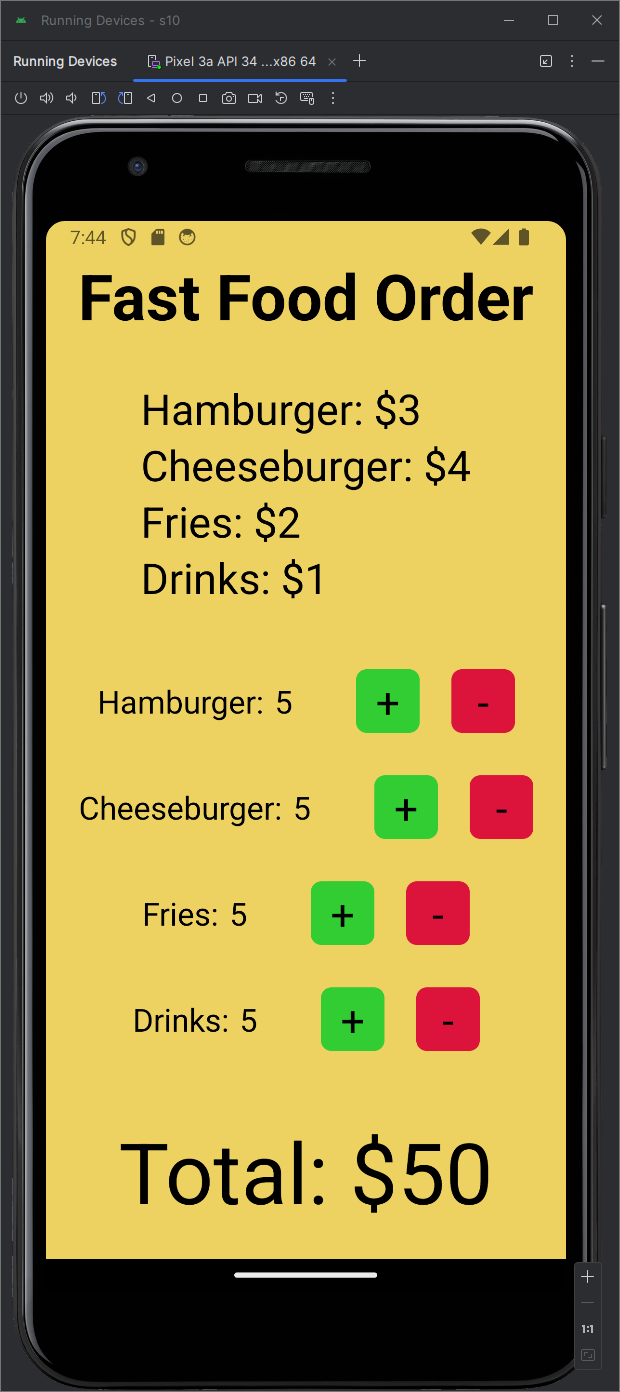 Running Devices - s10
Running Devices Pixel 3a API 34 ...x86 64
7:44
Fast Food Order
Hamburger: $3
Cheeseburger: $4
Fries: $2
Drinks: $1
Hamburger: 5 + -
Cheeseburger: 5 + -
Fries: 5 + -
Drinks: 5 + -
Total: $50
1:1